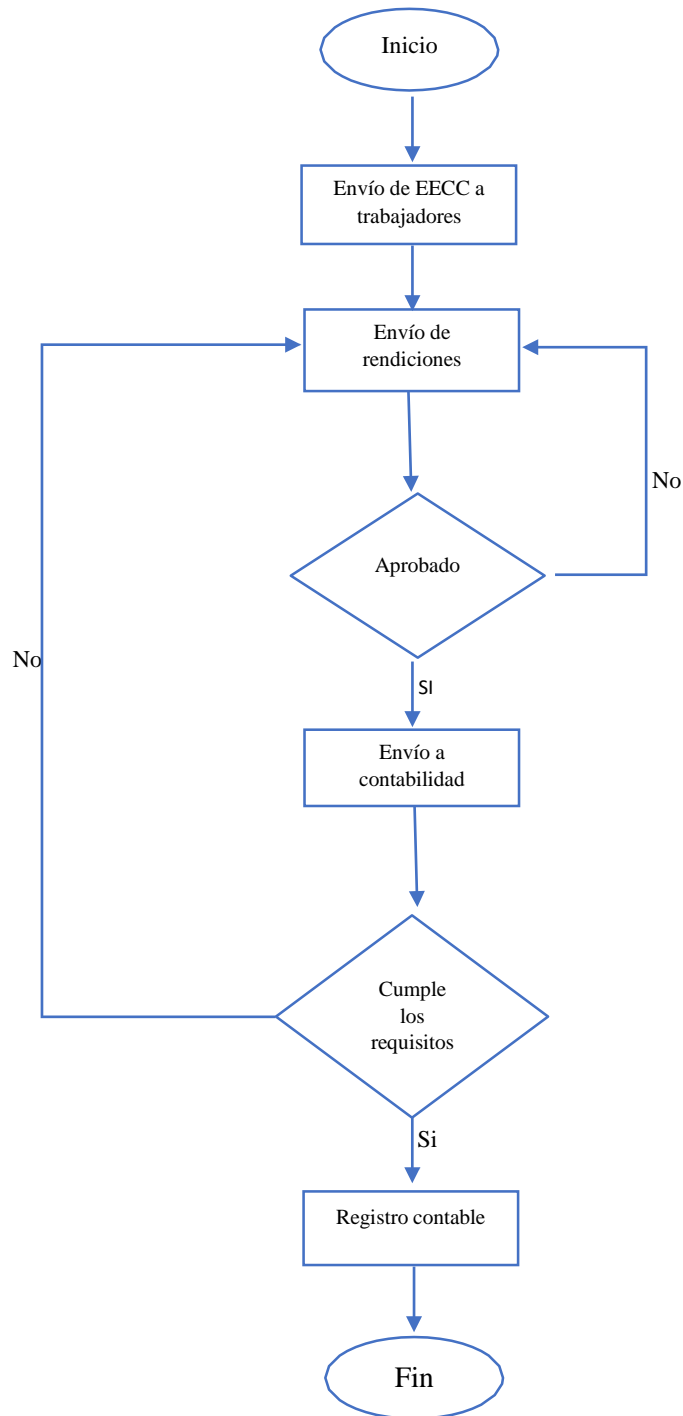 Inicio
Envío de EECC a
trabajadores
Envío de
rendiciones
No
Aprobado
No
SI
Envío a
contabilidad
Cumple
los
requisitos
Si
Registro contable
Fin